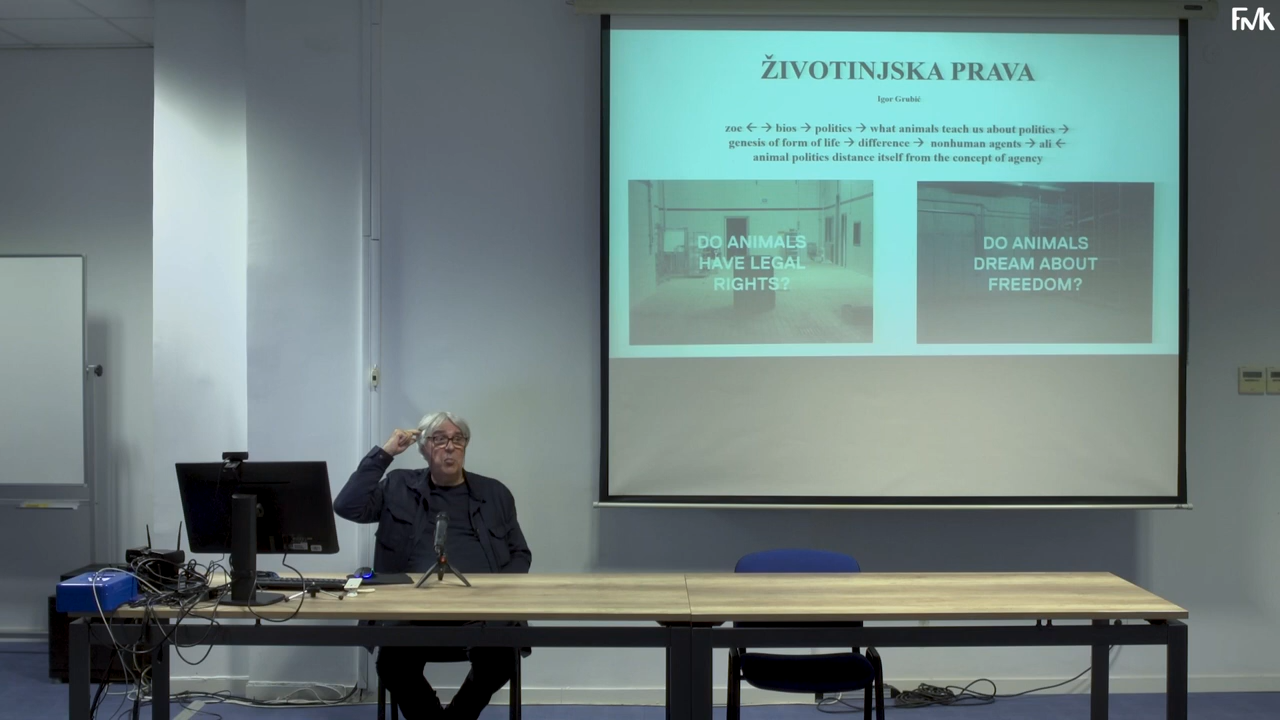 FMK
ŽIVOTINJSKA PRAVA
Igor Grubić
zoe ← → bios → politics → what animals teach us about politics →
genesis of form of life → difference → nonhuman agents → ali ←
animal politics distance itself from the concept of agency
DO ANIMALS
HAVE LEGAL
RIGHTS?
DO ANIMALS
DREAM ABOUT
FREEDOM?